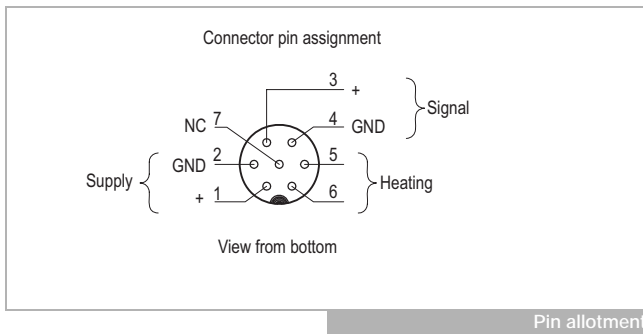 Connector pin assignment
3 +
Signal
NC 7
4 GND
GND 2
5
Supply
Heating
+ 1
6
View from bottom
Pin allotment